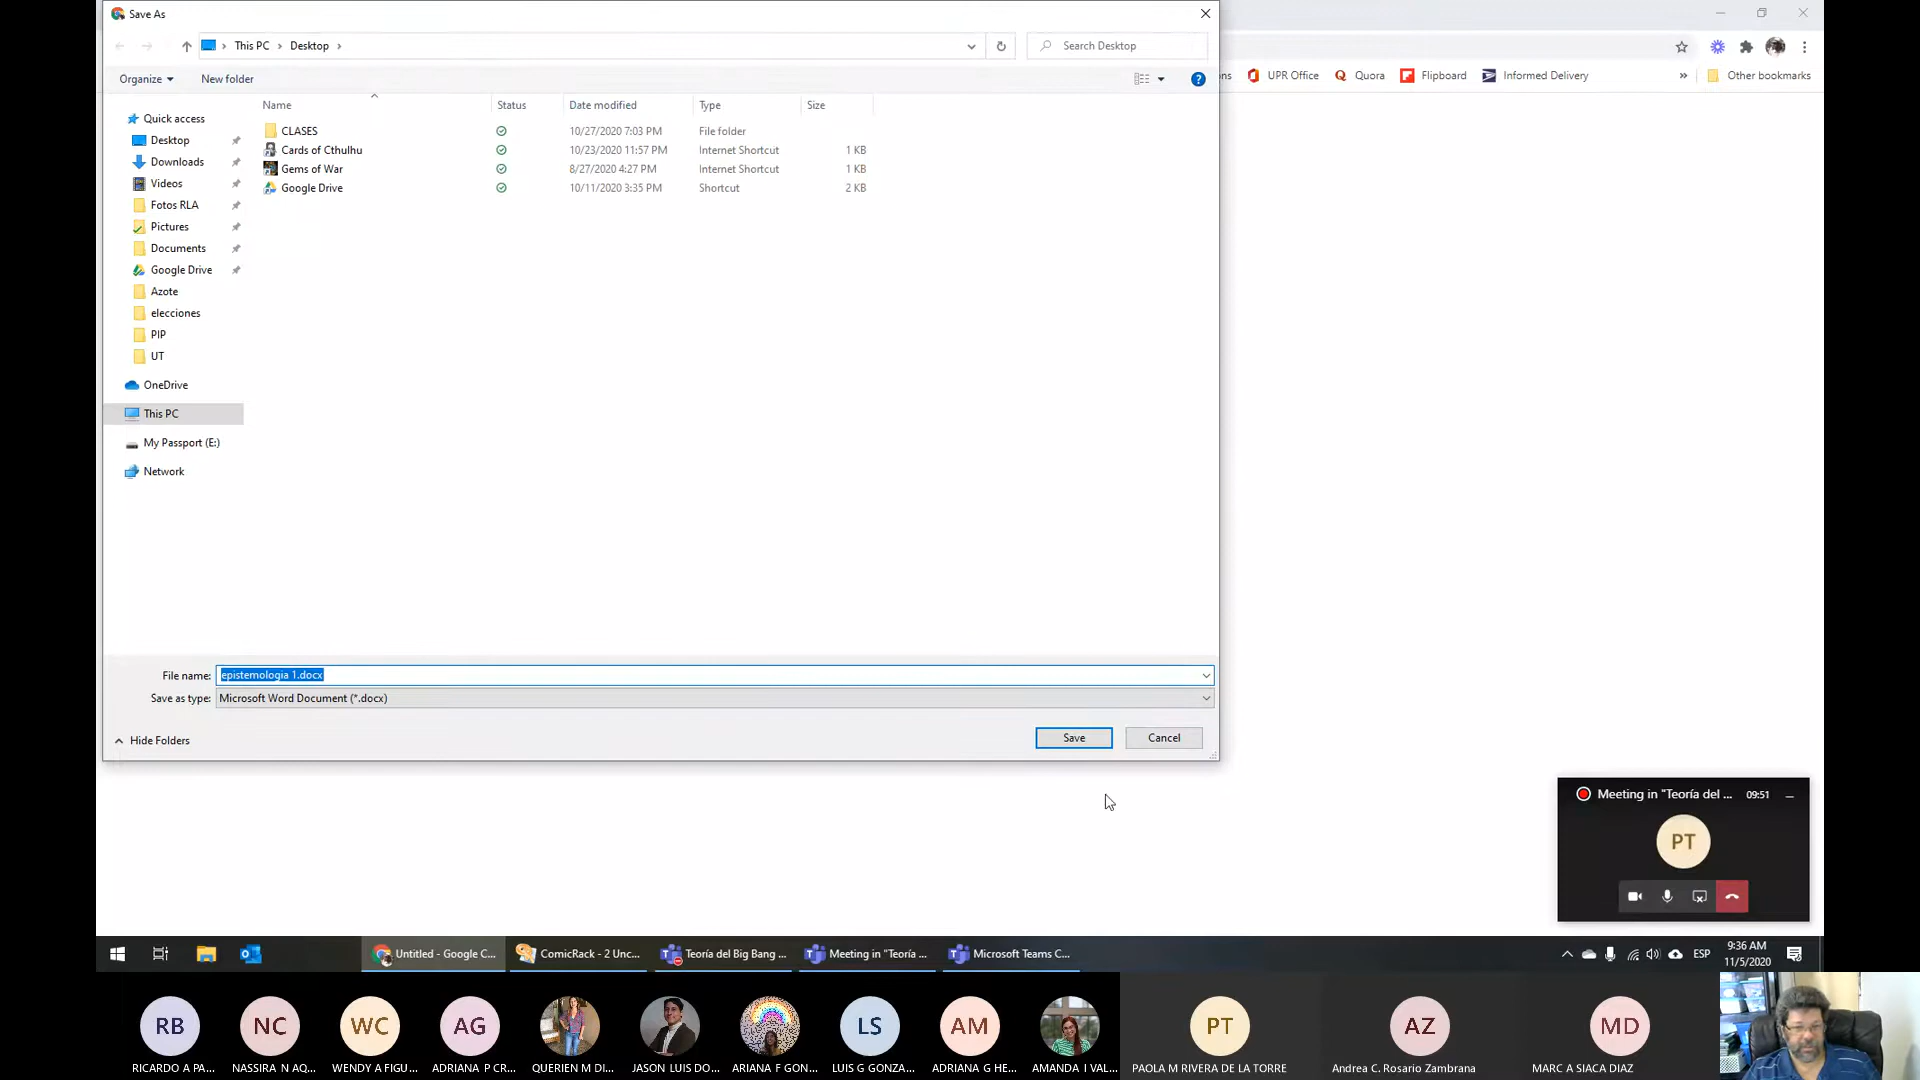 Save As
This PC
Desktop
Search Desktop
Organize
New folder
ns
UPR Office
Quora
Flipboard
Informed Delivery
»
Other bookmarks
Name
Status
Date modified
Type
Size
Quick access
Desktop
Downloads
Videos
Fotos RLA
Pictures
Documents
Google Drive
Azote
elecciones
PIP
UT
OneDrive
This PC
My Passport (E:)
Network
CLASES 10/27/2020 7:03 PM File folder
Cards of Cthulhu 10/23/2020 11:57 PM Internet Shortcut 1 KB
Gems of War 8/27/2020 4:27 PM Internet Shortcut 1 KB
Google Drive 10/11/2020 3:35 PM Shortcut 2 KB
File name: epistemologia 1.docx
Save as type: Microsoft Word Document (*.docx)
Hide Folders
Save
Cancel
Meeting in "Teoría del ... 09:51
PT
Untitled - Google C...
ComicRack - 2 Unc...
Teoría del Big Bang ...
Meeting in "Teoría ...
Microsoft Teams C...
ESP
9:36 AM
11/5/2020
RB
NC
WC
AG
LS
AM
PT
AZ
MD
RICARDO A PA...
NASSIRA N AQ...
WENDY A FIGU...
ADRIANA P CR...
QUERIEN M DI...
JASON LUIS DO...
ARIANA F GON...
LUIS G GONZA...
ADRIANA G HE...
AMANDA I VAL...
PAOLA M RIVERA DE LA TORRE
Andrea C. Rosario Zambrana
MARC A SIACA DIAZ